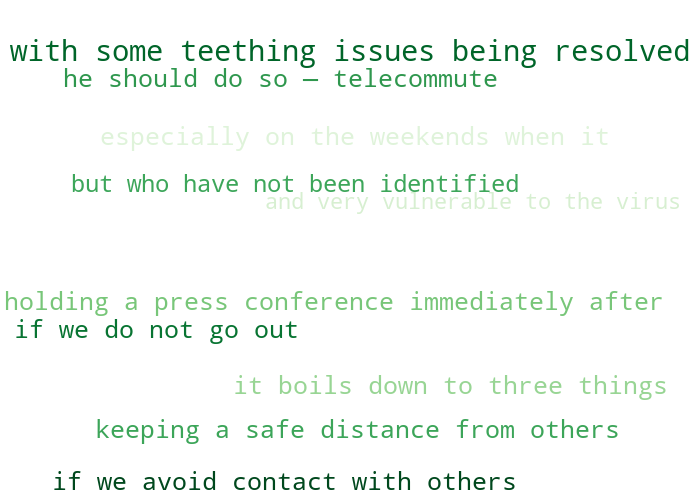 with some teething issues being resolved
he should do so — telecommute
especially on the weekends when it
but who have not been identified
and very vulnerable to the virus
holding a press conference immediately after
if we do not go out
it boils down to three things
keeping a safe distance from others
if we avoid contact with others